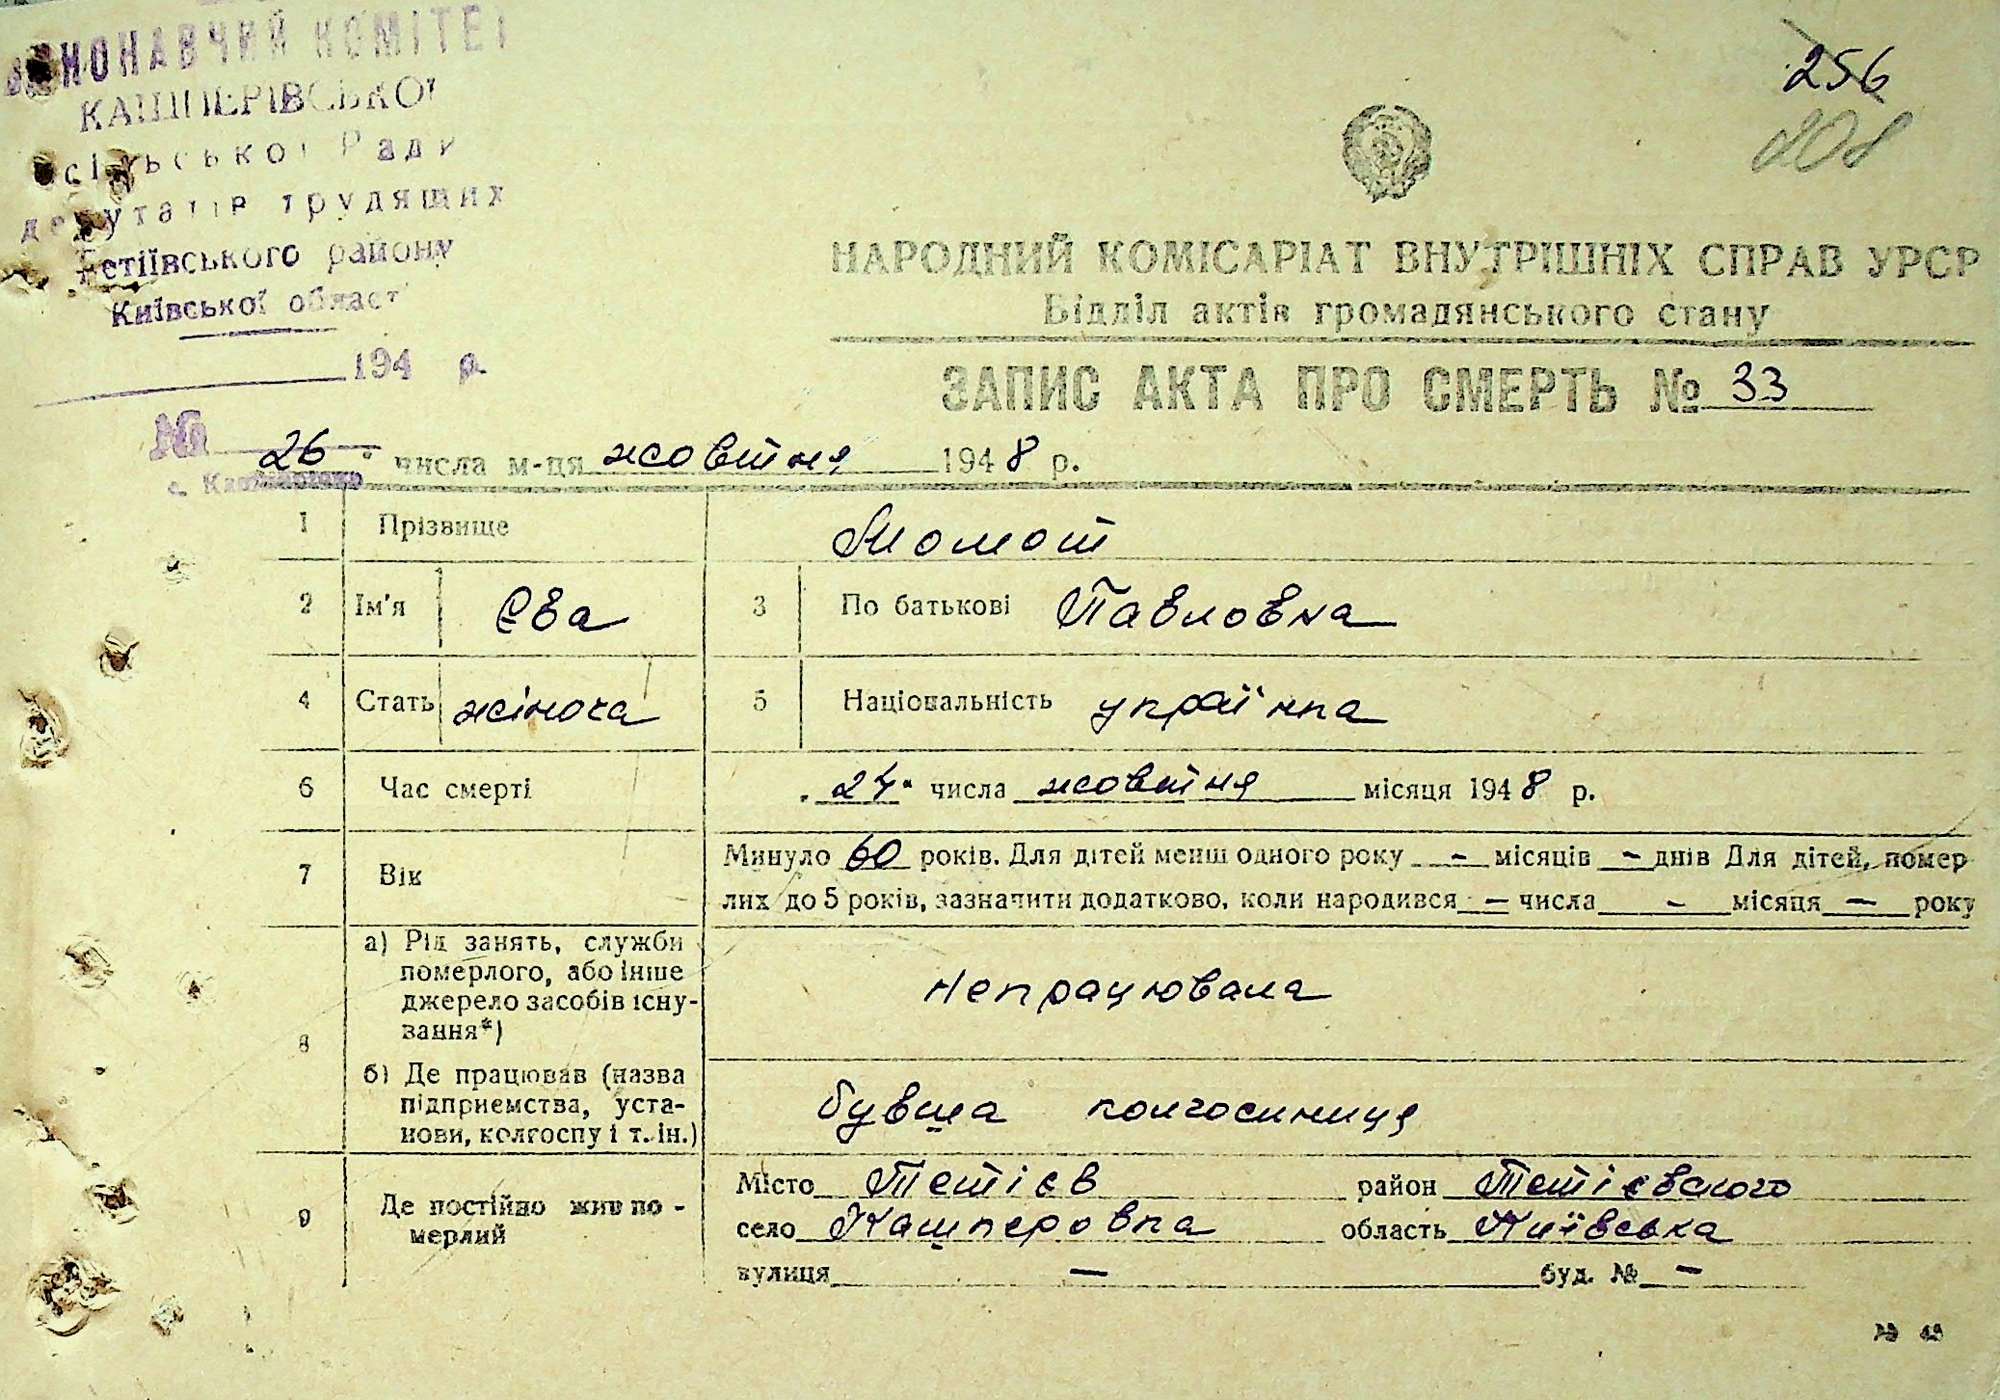 ВИКОНАВЧИЙ КОМІТЕТ
КАШПЕРІВСЬКОЇ
сільської Ради
депутатів трудящих
Тетіївського району
Київської області
194 р.
№
256
208
НАРОДНИЙ КОМІСАРІАТ ВНУТРІШНІХ СПРАВ УРСР
Відділ актів громадянського стану
ЗАПИС АКТА ПРО СМЕРТЬ № 33
26 " числа м-ця жовтня 1948 р.
1 Прізвище Момот
2 Ім'я Єва 3 По батькові Павловна
4 Стать жіноча 5 Національність українка
6 Час смерті „24" числа жовтня місяця 1948 р.
7 Вік Минуло 60 років. Для дітей менш одного року - місяців - днів Для дітей, помер
лих до 5 років, зазначити додатково, коли народився - числа - місяця - року
8 а) Рід занять, служби
померлого, або інше
джерело засобів існу-
вання*)
непрацювала
б) Де працював (назва
підприємства, уста-
нови, колгоспу і т. ін.)
бувша колгоспниця
9 Де постійно жив по-
мерлий
Місто Тетієв район Тетієвского
село Кашперовка область Київська
вулиця — буд. № —